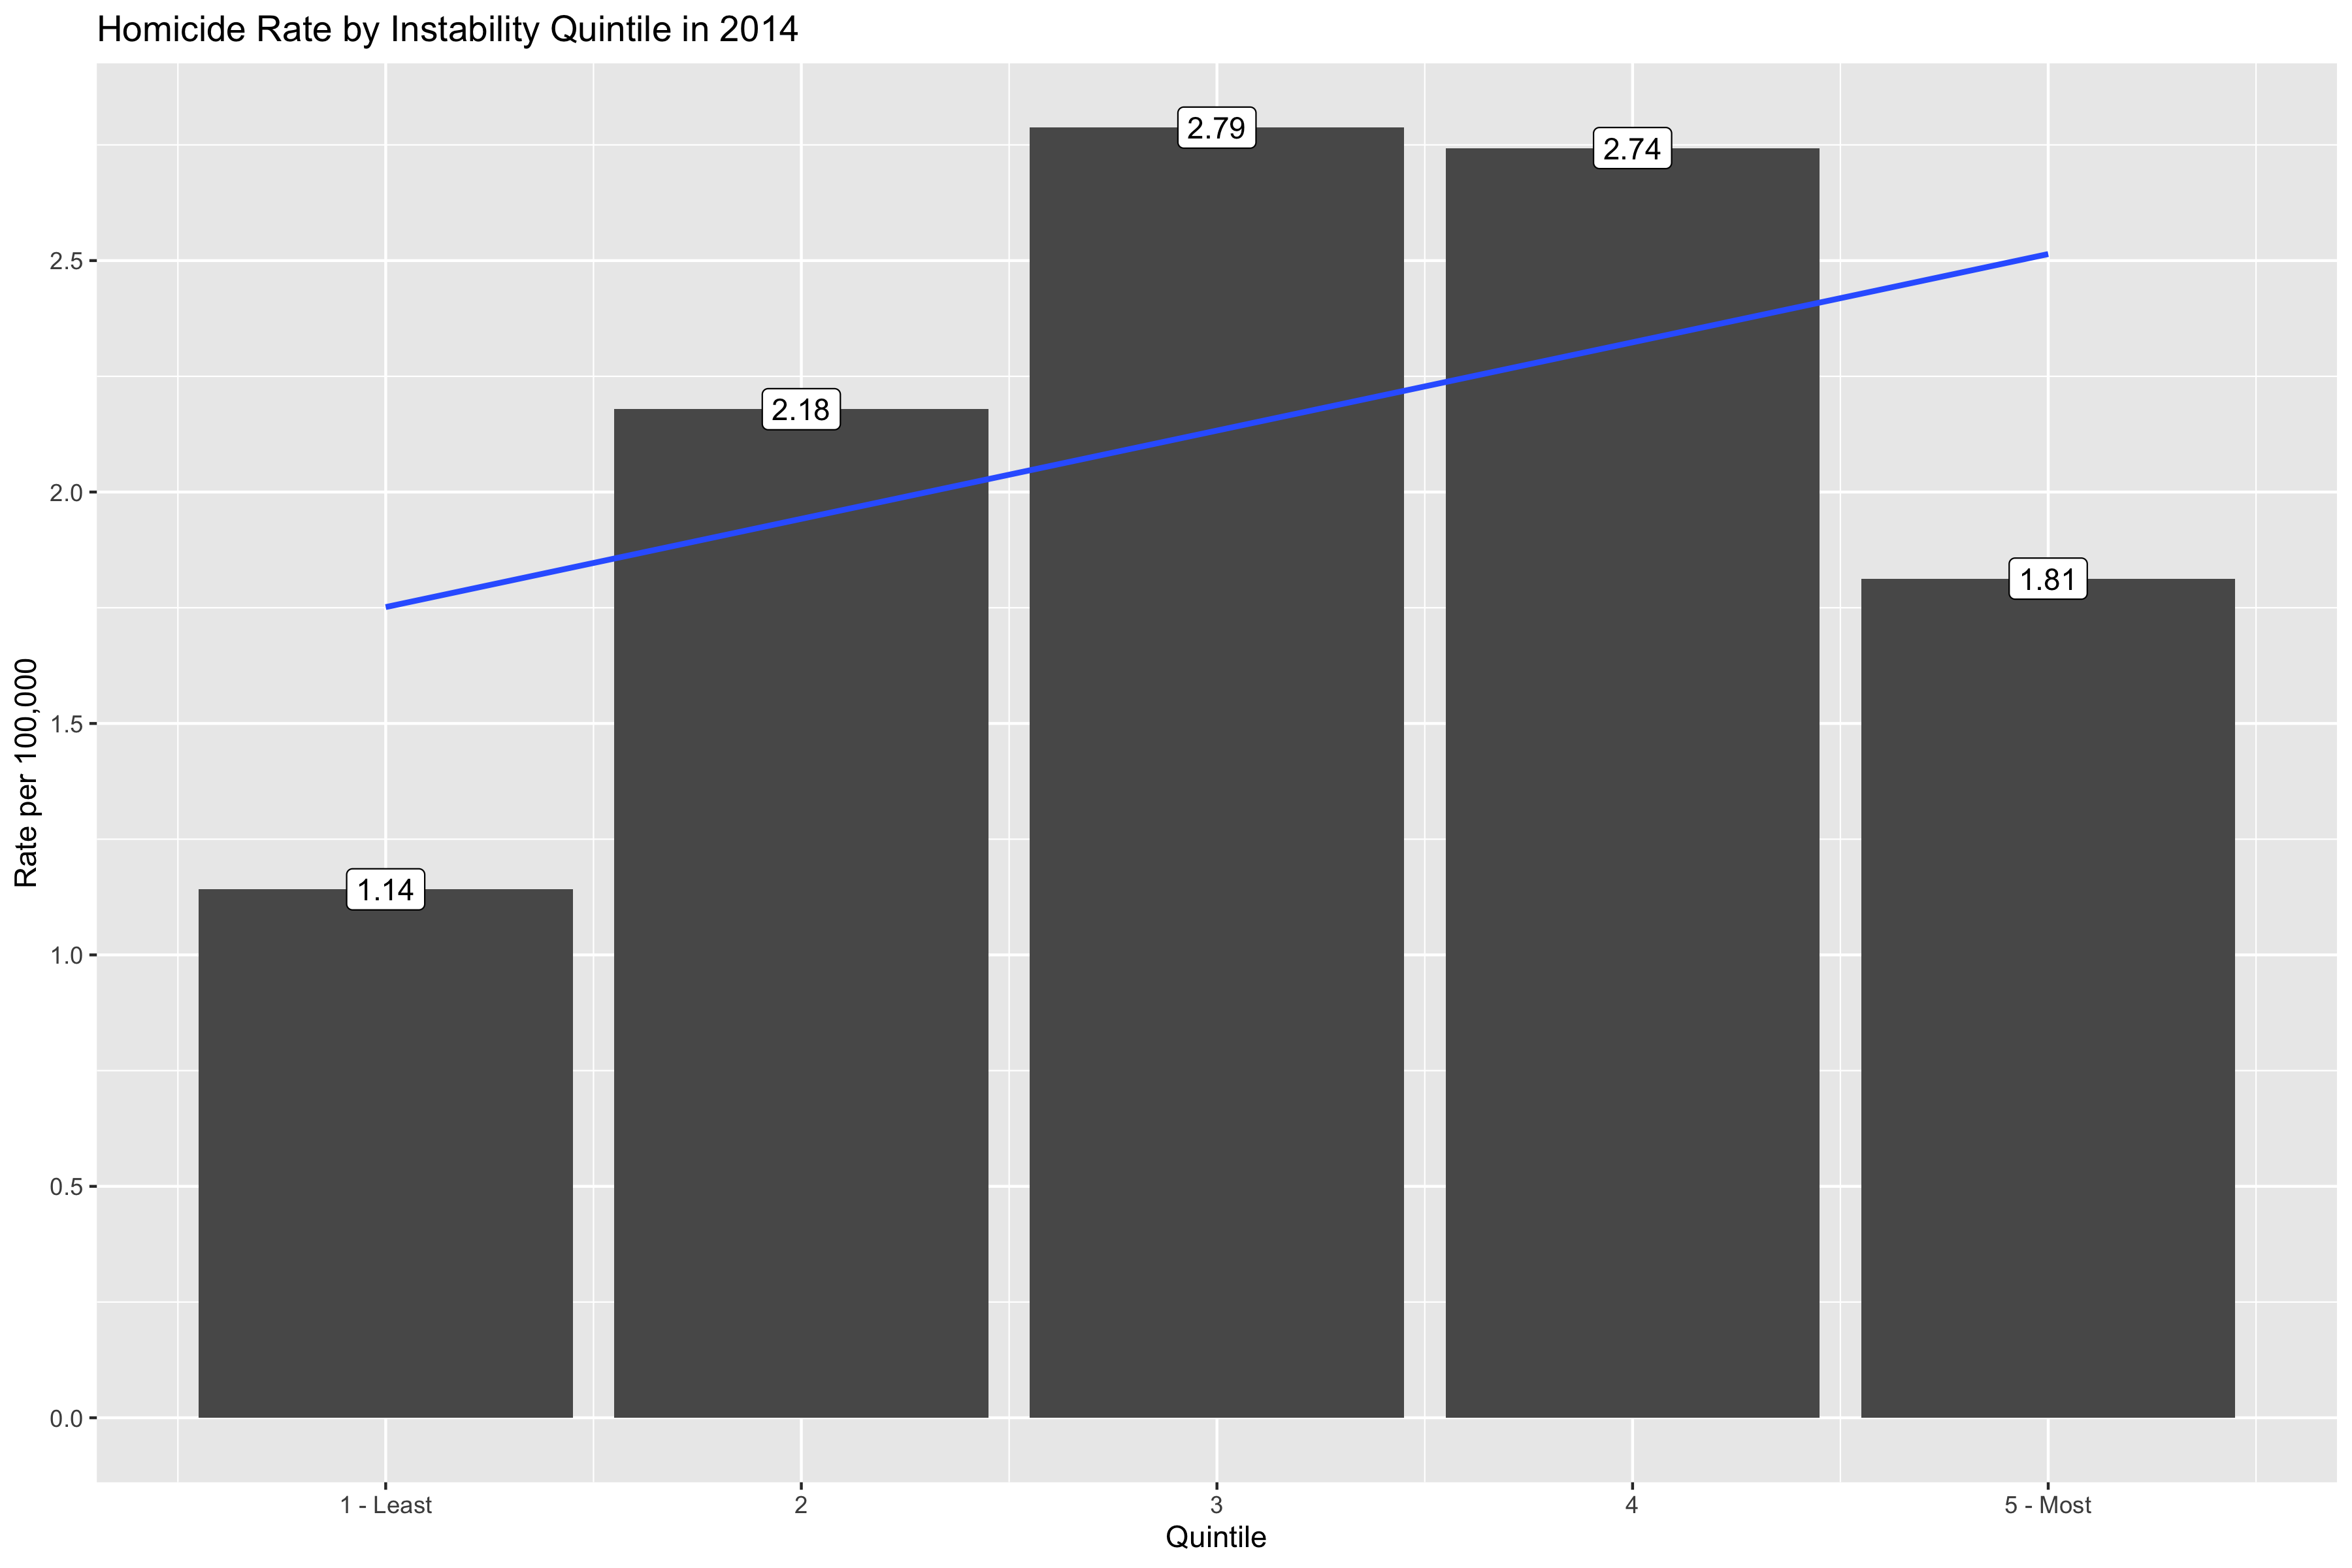 Homicide Rate by Instability Quintile in 2014
Rate per 100,000
2.5
2.0
1.5
1.0
0.5
0.0
1.14
2.18
2.79
2.74
1.81
1 - Least
2
3
4
5 - Most
Quintile